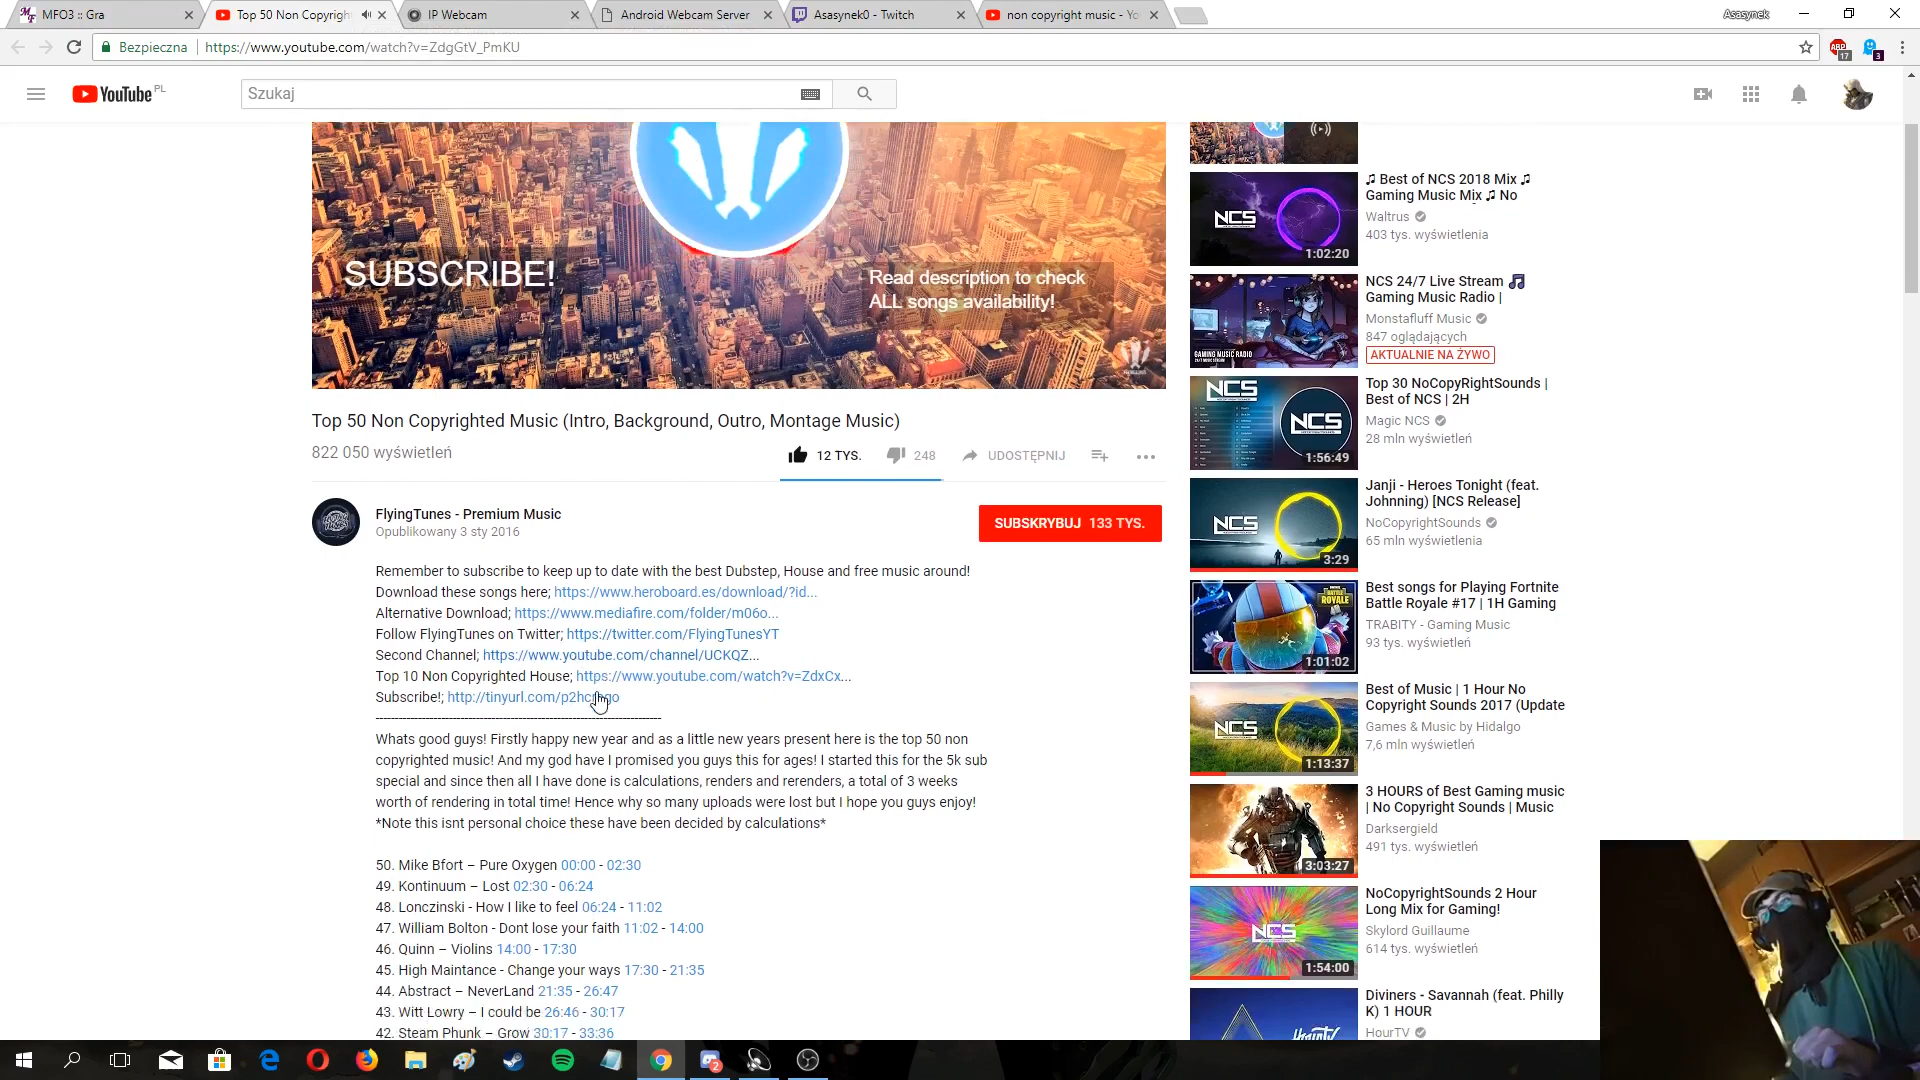 MFO3 :: Gra
Top 50 Non Copyrigh
IP Webcam
Android Webcam Server
Asasynek0 - Twitch
non copyright music - Yo
Asasynek
Bezpieczna
https://www.youtube.com/watch?v=ZdgGtV_PmKU
ABP
17
3
YouTube PL
Szukaj
SUBSCRIBE!
Read description to check
ALL songs availability!
Top 50 Non Copyrighted Music (Intro, Background, Outro, Montage Music)
822 050 wyświetleń
12 TYS.
248
UDOSTĘPNIJ
FlyingTunes - Premium Music
Opublikowany 3 sty 2016
SUBSKRYBUJ 133 TYS.
Remember to subscribe to keep up to date with the best Dubstep, House and free music around!
Download these songs here; https://www.heroboard.es/download/?id...
Alternative Download; https://www.mediafire.com/folder/m06o...
Follow FlyingTunes on Twitter; https://twitter.com/FlyingTunesYT
Second Channel; https://www.youtube.com/channel/UCKQZ...
Top 10 Non Copyrighted House; https://www.youtube.com/watch?v=ZdxCx...
Subscribe!;
-----------------------------------------------------------------------
Whats good guys! Firstly happy new year and as a little new years present here is the top 50 non
copyrighted music! And my god have I promised you guys this for ages! I started this for the 5k sub
special and since then all I have done is calculations, renders and rerenders, a total of 3 weeks
worth of rendering in total time! Hence why so many uploads were lost but I hope you guys enjoy!
*Note this isnt personal choice these have been decided by calculations*
50. Mike Bfort – Pure Oxygen 00:00 - 02:30
49. Kontinuum – Lost 02:30 - 06:24
48. Lonczinski - How I like to feel 06:24 - 11:02
47. William Bolton - Dont lose your faith 11:02 - 14:00
46. Quinn – Violins 14:00 - 17:30
45. High Maintance - Change your ways 17:30 - 21:35
44. Abstract – NeverLand 21:35 - 26:47
43. Witt Lowry – I could be 26:46 - 30:17
42. Steam Phunk – Grow 30:17 - 33:36
NCS
1:02:20
♫ Best of NCS 2018 Mix ♫
Gaming Music Mix ♫ No
Waltrus
403 tys. wyświetlenia
GAMING MUSIC RADIO
NCS 24/7 Live Stream 🎵
Gaming Music Radio |
Monstafluff Music
847 oglądających
AKTUALNIE NA ŻYWO
NCS
NCS
1:56:49
Top 30 NoCopyRightSounds |
Best of NCS | 2H
Magic NCS
28 mln wyświetleń
NCS
3:29
Janji - Heroes Tonight (feat.
Johnning) [NCS Release]
NoCopyrightSounds
65 mln wyświetlenia
FORTNITE
BATTLE ROYALE
1:01:02
Best songs for Playing Fortnite
Battle Royale #17 | 1H Gaming
TRABITY - Gaming Music
93 tys. wyświetleń
NCS
1:13:37
Best of Music | 1 Hour No
Copyright Sounds 2017 (Update
Games & Music by Hidalgo
7,6 mln wyświetleń
3:03:27
3 HOURS of Best Gaming music
| No Copyright Sounds | Music
Darksergield
491 tys. wyświetleń
NCS
1:54:00
NoCopyrightSounds 2 Hour
Long Mix for Gaming!
Skylord Guillaume
614 tys. wyświetleń
Diviners - Savannah (feat. Philly
K) 1 HOUR
HourTV
2